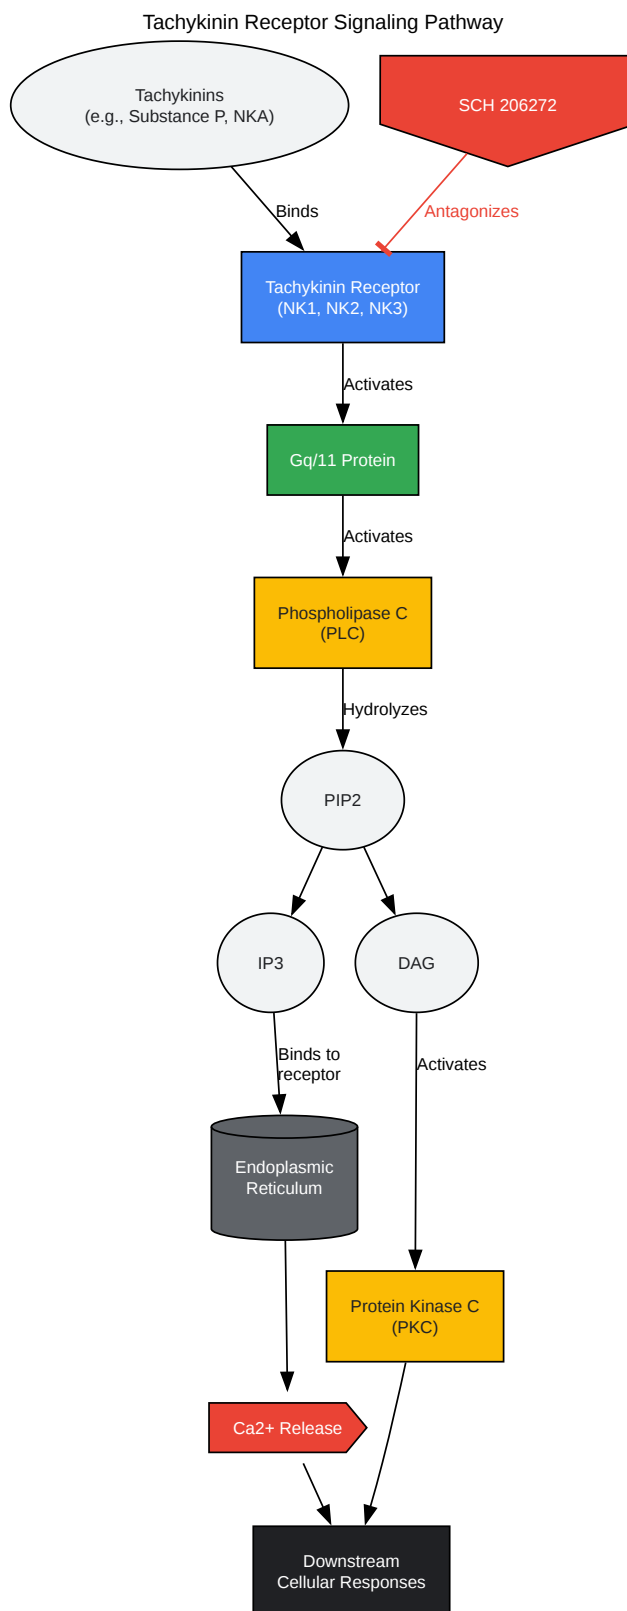 Tachykinin Receptor Signaling Pathway
Tachykinins
(e.g., Substance P, NKA)
SCH 206272
Binds
Antagonizes
Tachykinin Receptor
(NK1, NK2, NK3)
Activates
Gq/11 Protein
Activates
Phospholipase C
(PLC)
Hydrolyzes
PIP2
IP3
DAG
Binds to
receptor
Activates
Endoplasmic
Reticulum
Protein Kinase C
(PKC)
Ca2+ Release
Downstream
Cellular Responses